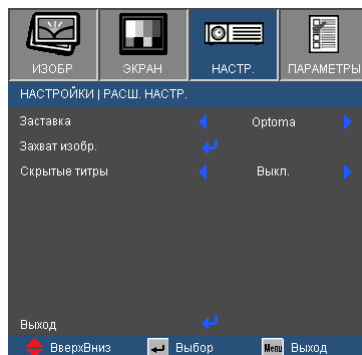 ИЗОБР ЭКРАН НАСТР. ПАРАМЕТРЫ
НАСТРОЙКИ | РАСШ. НАСТР.
Заставка Optoma
Захват изобр.
Скрытые титры Выкл.
Выход
ВверхВниз Выбор Menu Выход